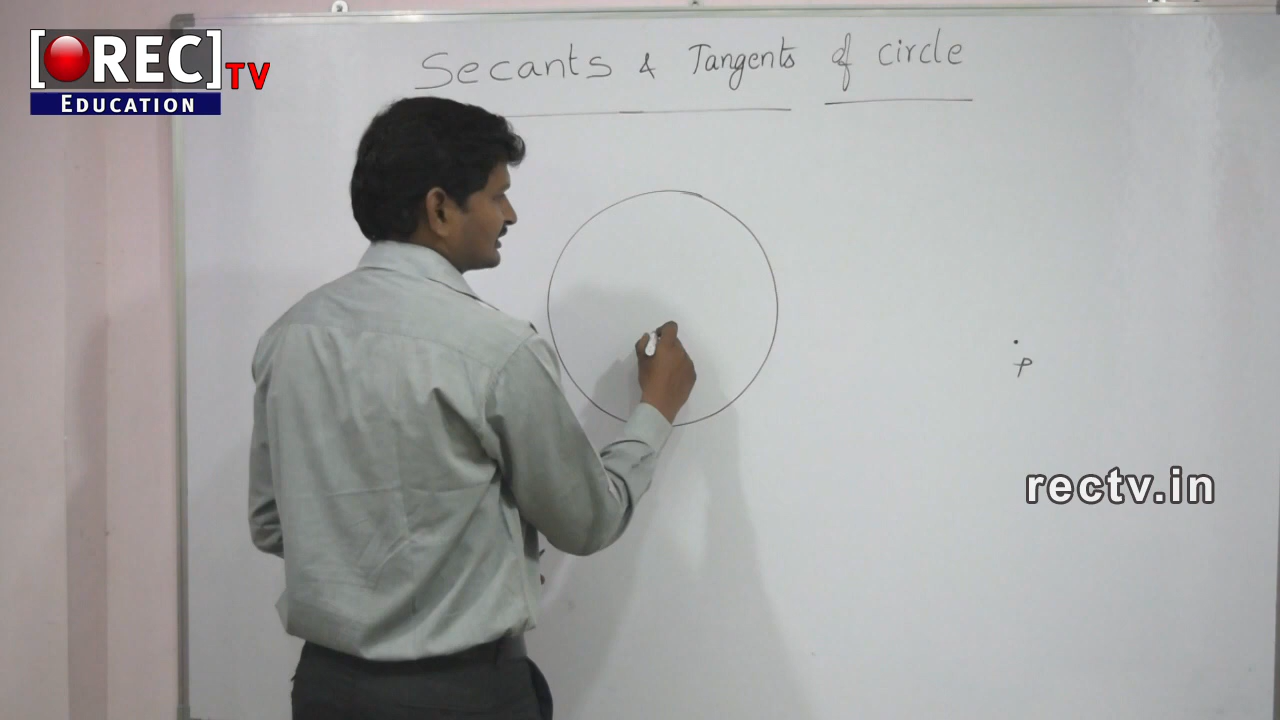 [REC] TV
EDUCATION
Secants & Tangents of circle
P
rectv.in